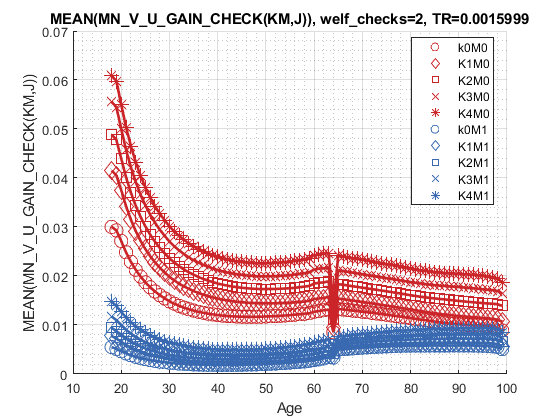 MEAN(MN_V_U_GAIN_CHECK(KM,J)), welf_checks=2, TR=0.0015999
MEAN(MN_V_U_GAIN_CHECK(KM,J))
0.07
0.06
0.05
0.04
0.03
0.02
0.01
0
10 20 30 40 50 60 70 80 90 100
Age
k0M0
K1M0
K2M0
K3M0
K4M0
k0M1
K1M1
K2M1
K3M1
K4M1